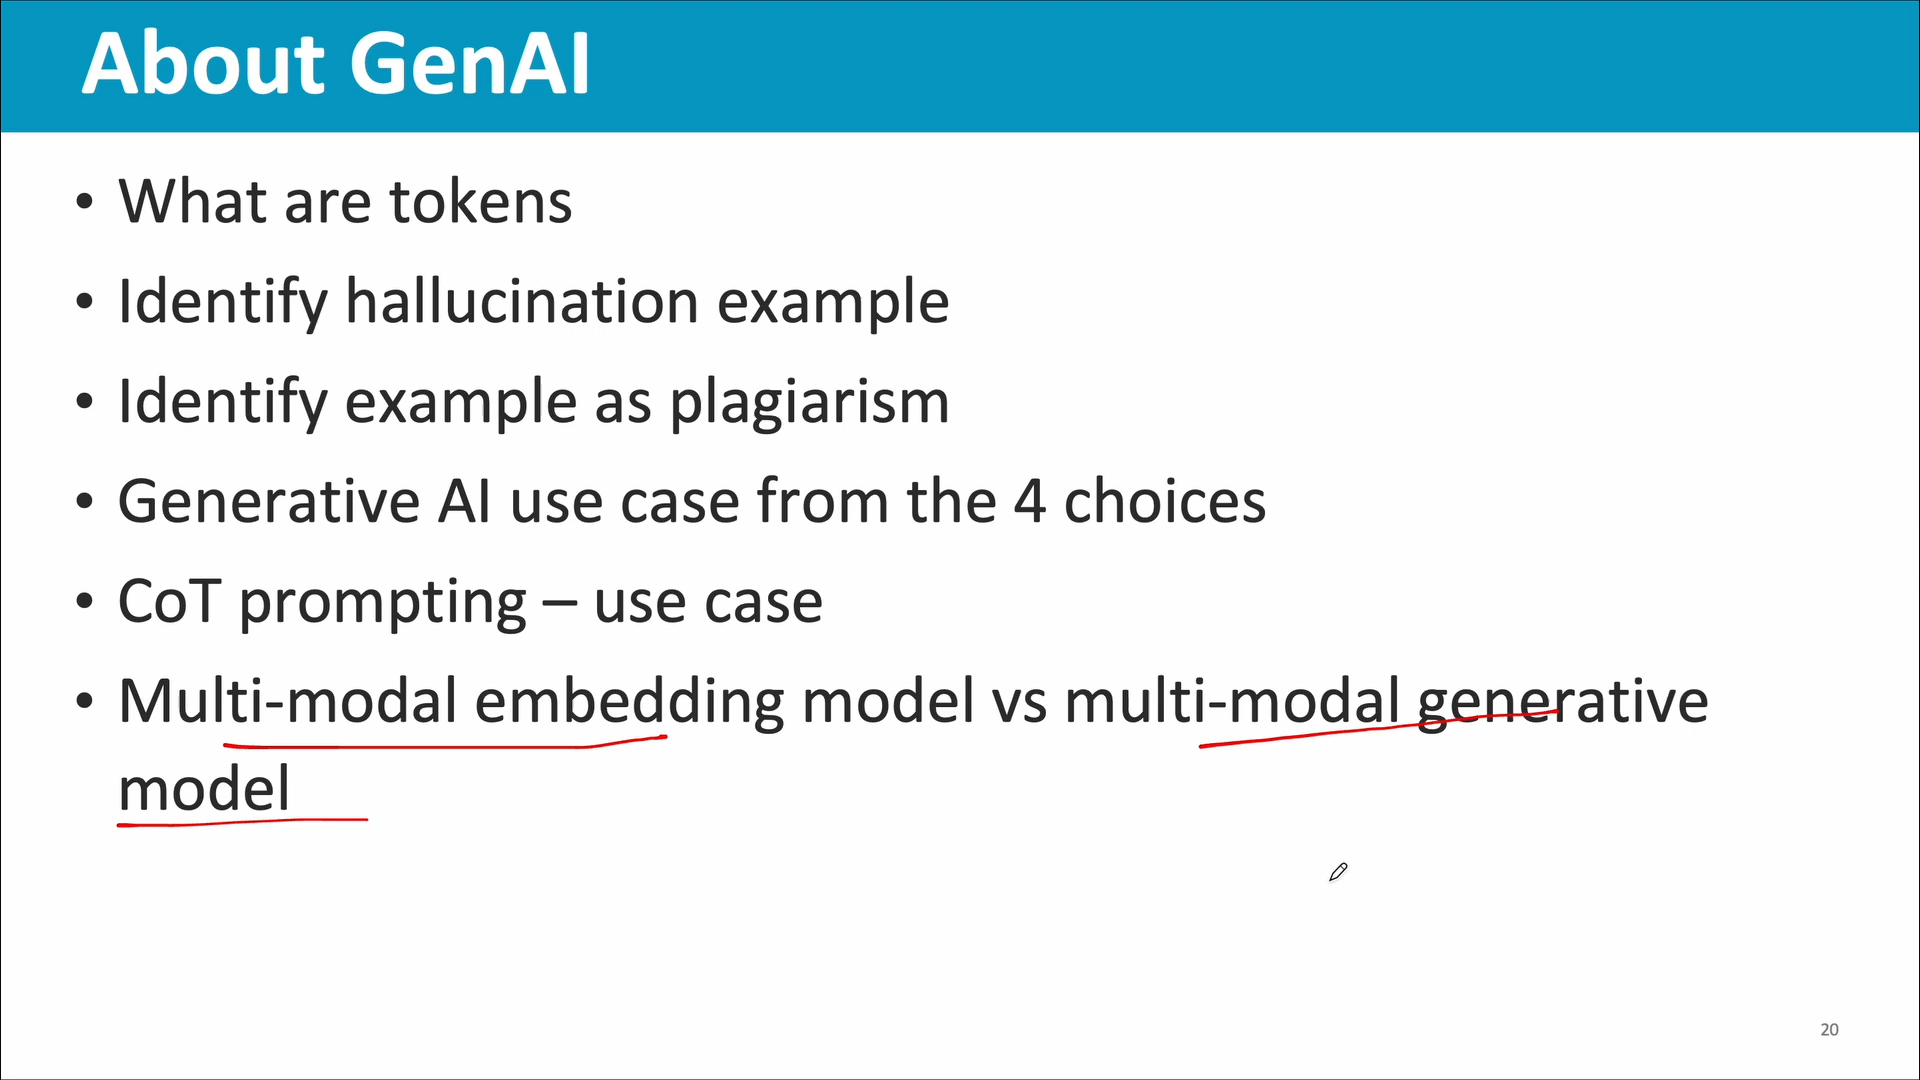 About GenAI
• What are tokens
• Identify hallucination example
• Identify example as plagiarism
• Generative AI use case from the 4 choices
• CoT prompting – use case
• Multi-modal embedding model vs multi-modal generative
model
20